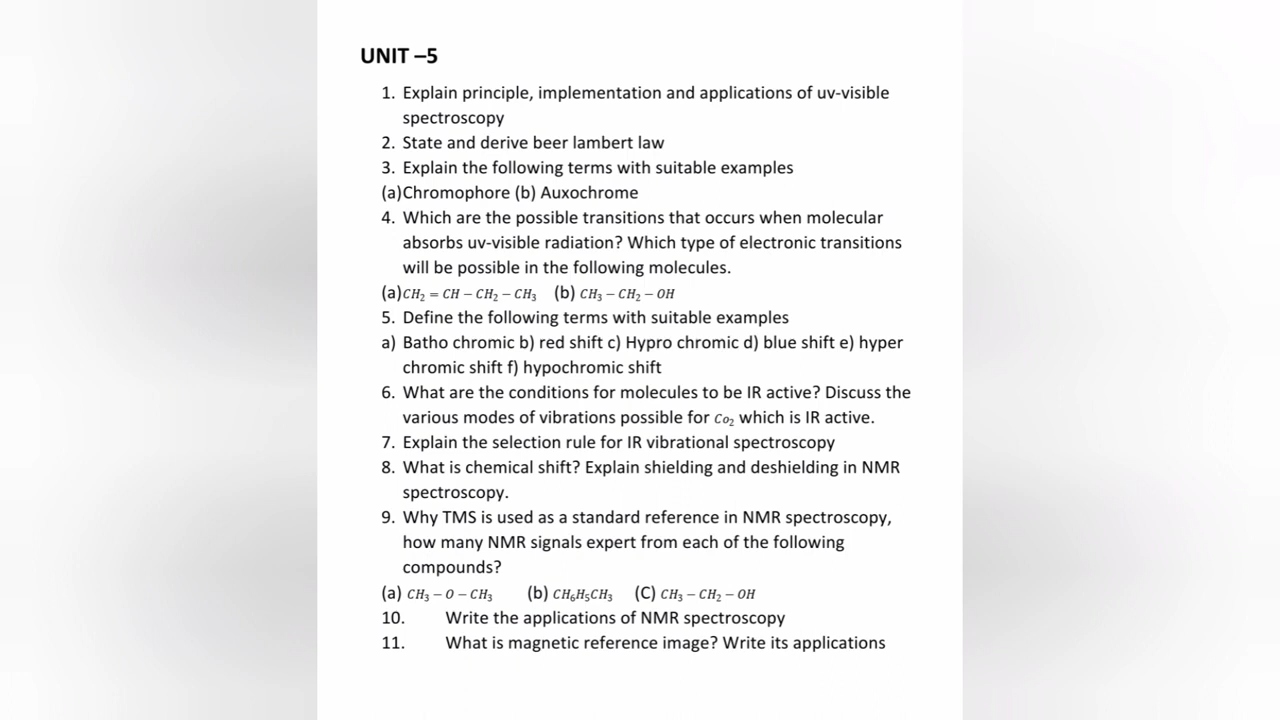 UNIT –5
1. Explain principle, implementation and applications of uv-visible
spectroscopy
2. State and derive beer lambert law
3. Explain the following terms with suitable examples
(a)Chromophore (b) Auxochrome
4. Which are the possible transitions that occurs when molecular
absorbs uv-visible radiation? Which type of electronic transitions
will be possible in the following molecules.
(a)CH₂ = CH – CH₂ – CH₃ (b) CH₃ – CH₂ – OH
5. Define the following terms with suitable examples
a) Batho chromic b) red shift c) Hypro chromic d) blue shift e) hyper
chromic shift f) hypochromic shift
6. What are the conditions for molecules to be IR active? Discuss the
various modes of vibrations possible for Co₂ which is IR active.
7. Explain the selection rule for IR vibrational spectroscopy
8. What is chemical shift? Explain shielding and deshielding in NMR
spectroscopy.
9. Why TMS is used as a standard reference in NMR spectroscopy,
how many NMR signals expert from each of the following
compounds?
(a) CH₃ – O – CH₃ (b) CH₆H₅CH₃ (C) CH₃ – CH₂ – OH
10. Write the applications of NMR spectroscopy
11. What is magnetic reference image? Write its applications